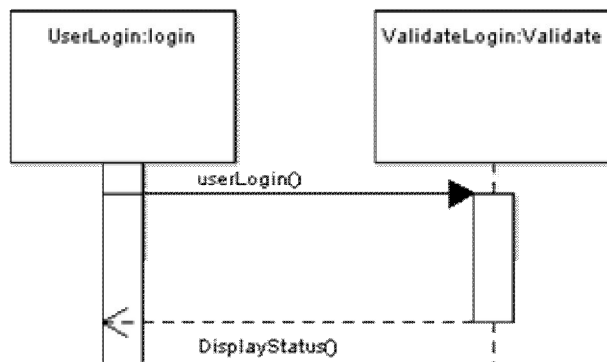 UserLogin:login
ValidateLogin:Validate
userLogin()
DisplayStatus()